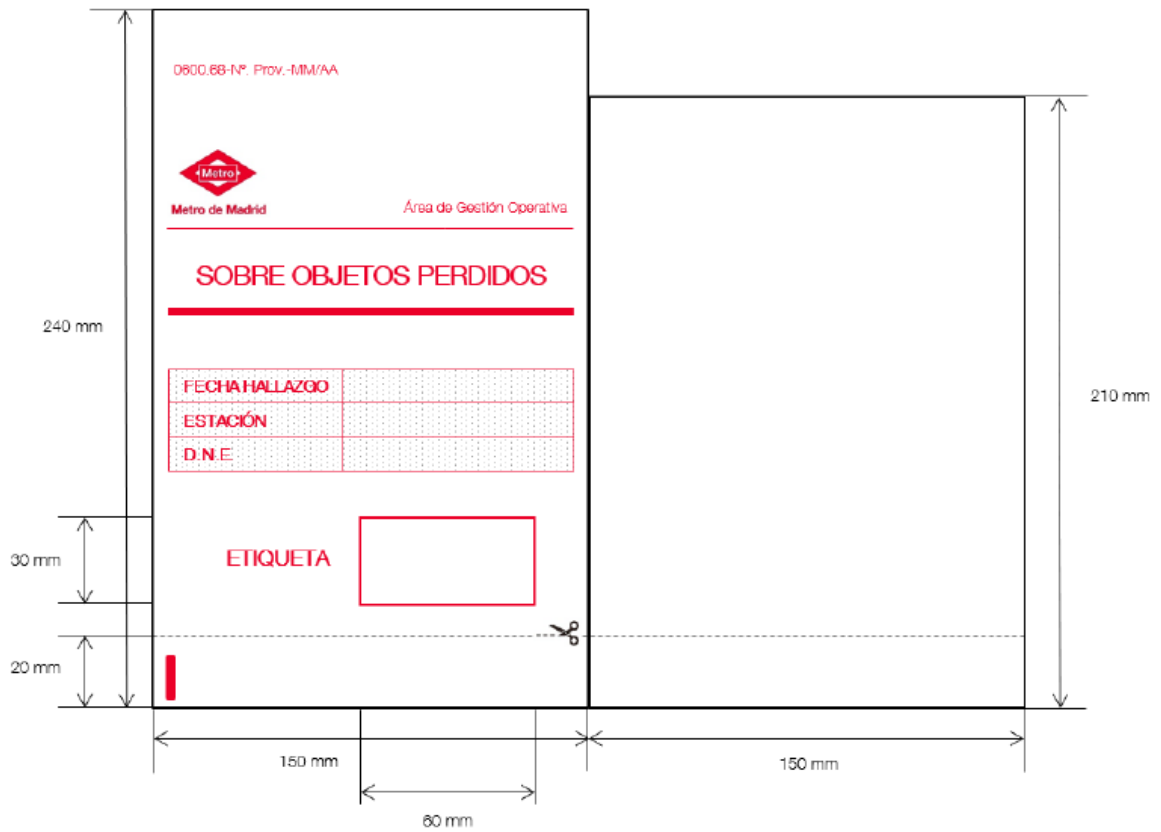 0600.68-Nº. Prov.-MM/AA
Metro
Metro de Madrid
Área de Gestión Operativa
SOBRE OBJETOS PERDIDOS
240 mm
FECHA HALLAZGO
210 mm
ESTACIÓN
D.N.E
30 mm
ETIQUETA
20 mm
150 mm
150 mm
60 mm